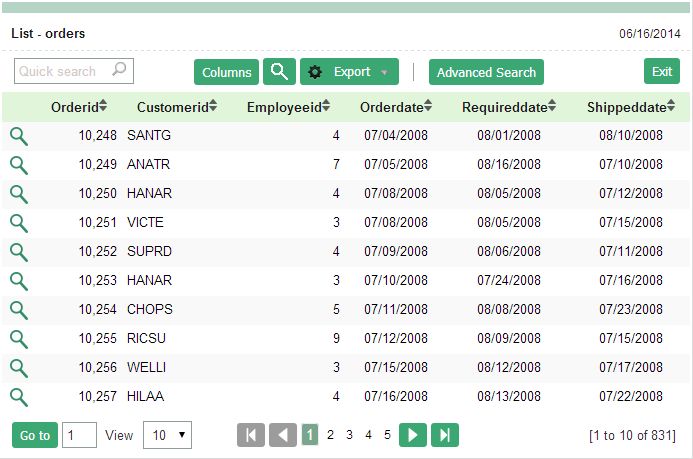 List - orders 06/16/2014
Quick search Columns Export Advanced Search Exit
Orderid Customerid Employeeid Orderdate Requireddate Shippeddate
10,248 SANTG 4 07/04/2008 08/01/2008 08/10/2008
10,249 ANATR 7 07/05/2008 08/16/2008 07/10/2008
10,250 HANAR 4 07/08/2008 08/05/2008 07/12/2008
10,251 VICTE 3 07/08/2008 08/05/2008 07/15/2008
10,252 SUPRD 4 07/09/2008 08/06/2008 07/11/2008
10,253 HANAR 3 07/10/2008 07/24/2008 07/16/2008
10,254 CHOPS 5 07/11/2008 08/08/2008 07/23/2008
10,255 RICSU 9 07/12/2008 08/09/2008 07/15/2008
10,256 WELLI 3 07/15/2008 08/12/2008 07/17/2008
10,257 HILAA 4 07/16/2008 08/13/2008 07/22/2008
Go to 1 View 10 1 2 3 4 5 [1 to 10 of 831]